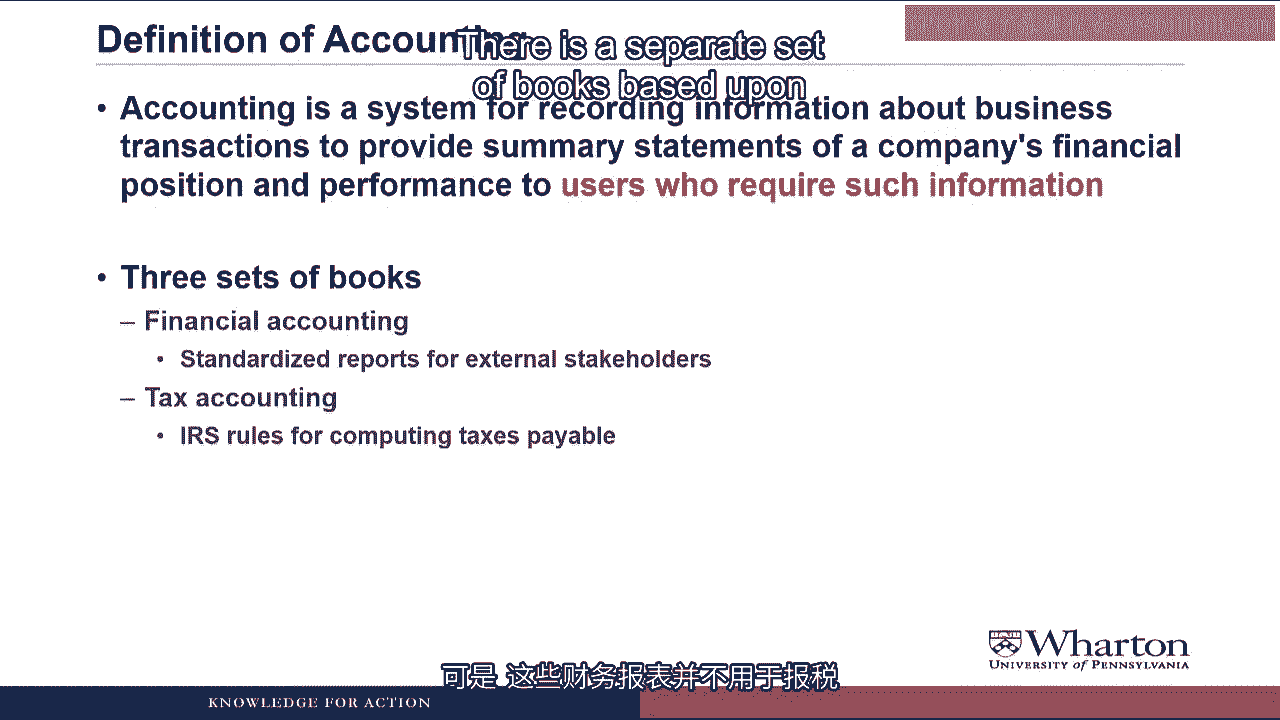 Definition of Accounting
There is a separate set
of books based upon
• Accounting is a system for recording information about business
transactions to provide summary statements of a company's financial
position and performance to users who require such information
• Three sets of books
– Financial accounting
• Standardized reports for external stakeholders
– Tax accounting
• IRS rules for computing taxes payable
Wharton
UNIVERSITY of PENNSYLVANIA
可是 这些财务报表并不用于报税
KNOWLEDGE FOR ACTION